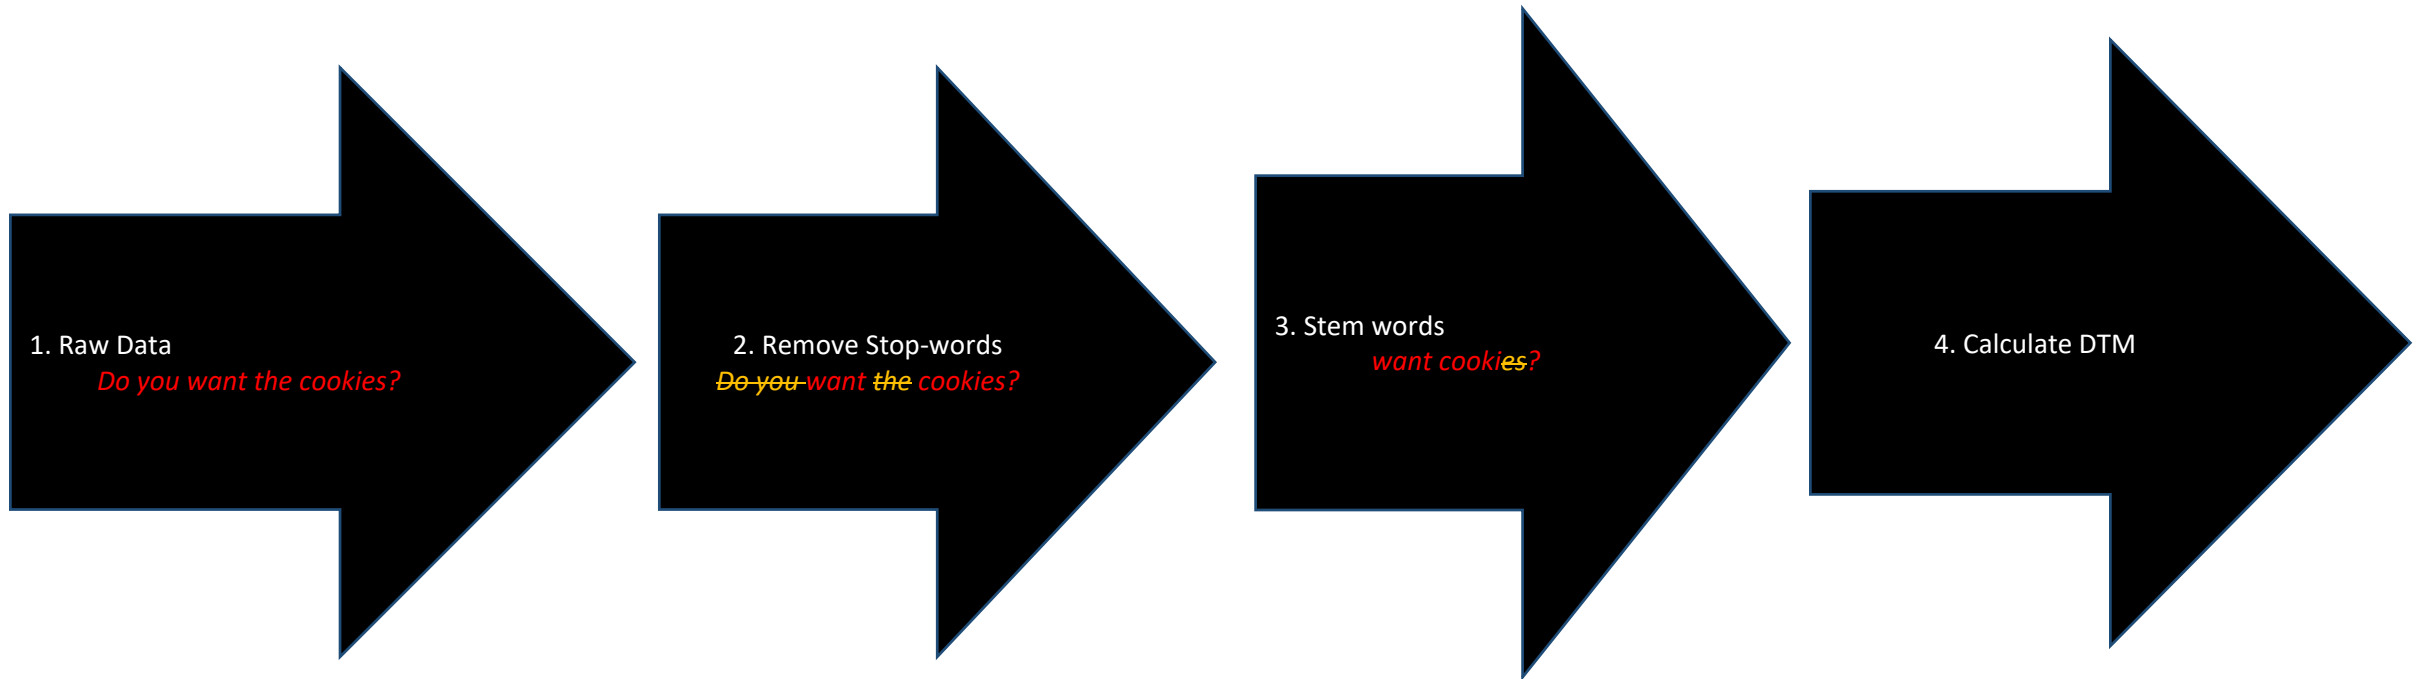 1. Raw Data
Do you want the cookies?
2. Remove Stop-words
Do you want the cookies?
3. Stem words
want cookies?
4. Calculate DTM